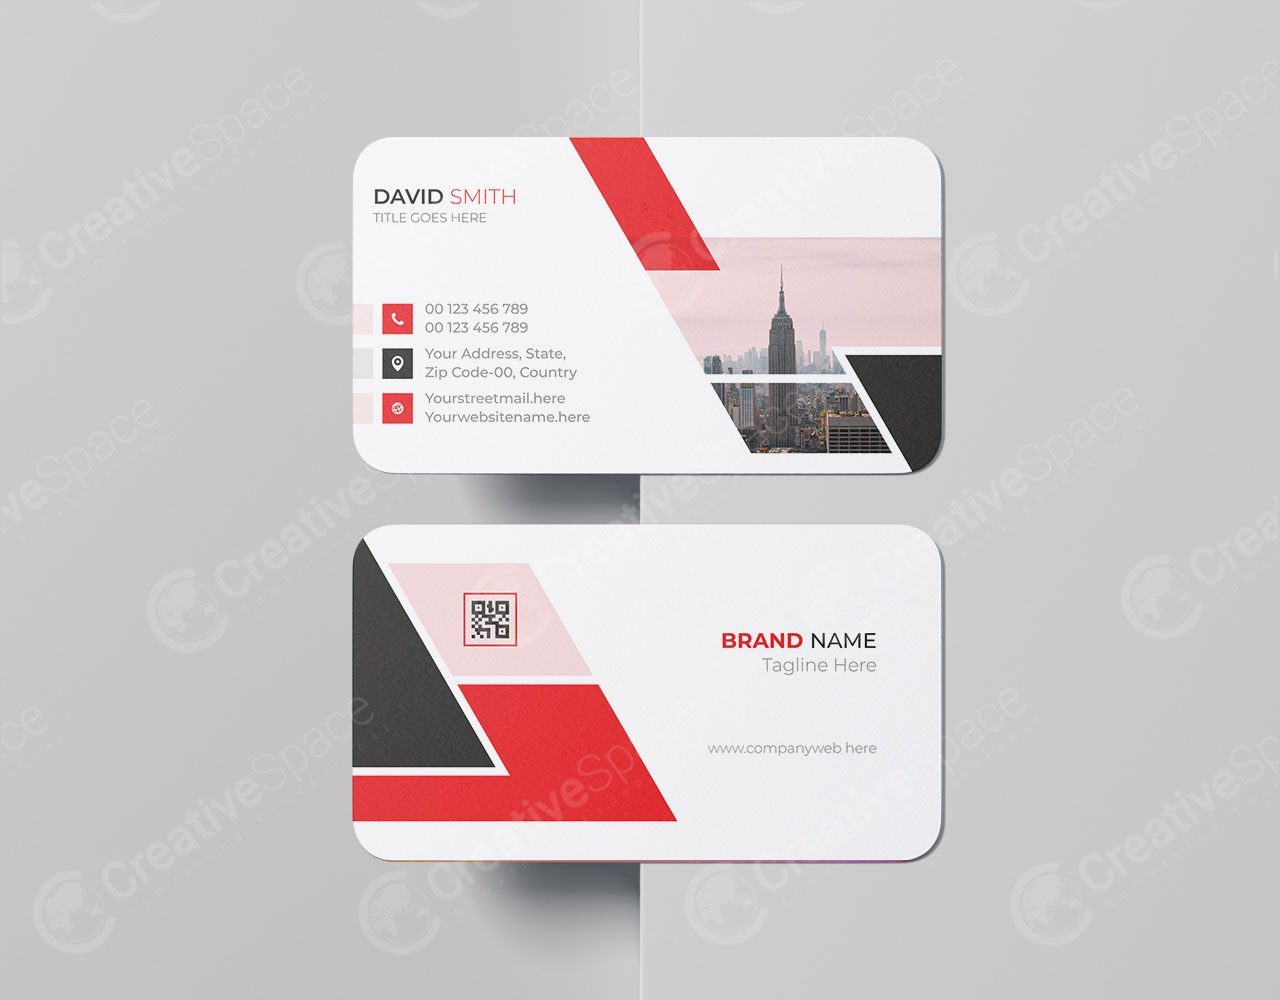 DAVID SMITH
TITLE GOES HERE
00 123 456 789
00 123 456 789
Your Address, State,
Zip Code-00, Country
Yourstreetmail.here
Yourwebsitename.here
BRAND NAME
Tagline Here
www.companyweb here
CreativeSpace